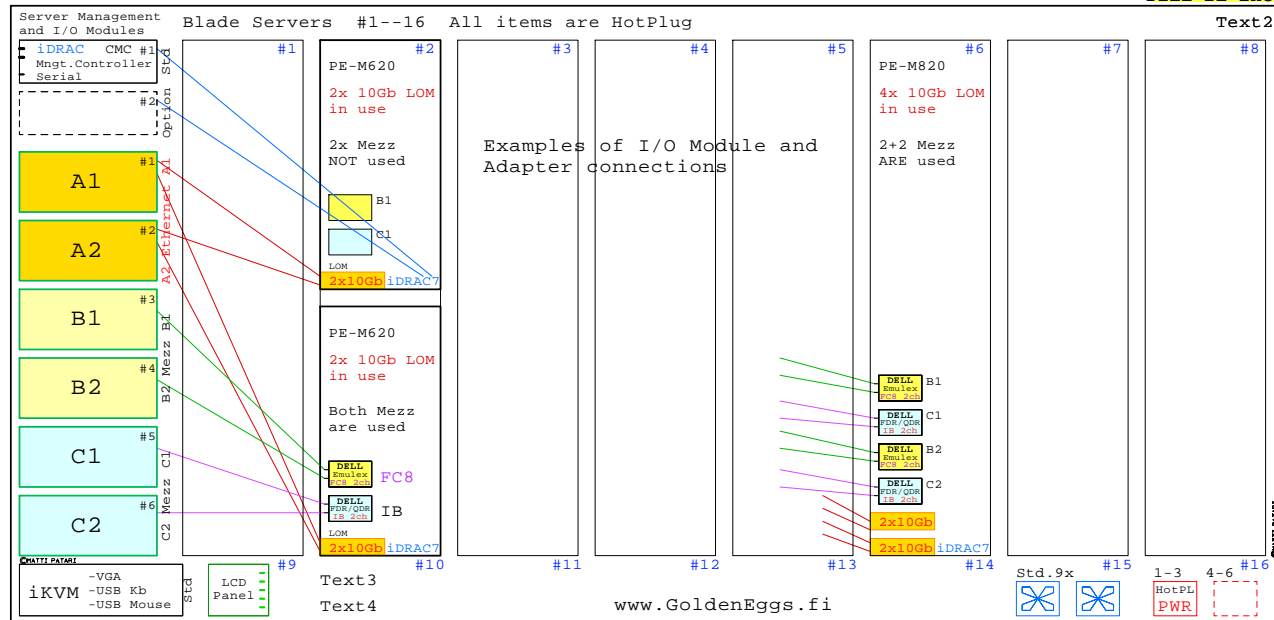 Server Management
and I/O Modules
Blade Servers #1--16 All items are HotPlug
Text2
iDRAC CMC #1
Mngt.Controller
Serial
Std
#2
Option
#1
A1
#2
A2
A2 Ethernet A1
#3
B1
#4
B2
B2 Mezz B1
#5
C1
#6
C2
C2 Mezz C1
©MATTI PATARI
iKVM
-VGA
-USB Kb
-USB Mouse
Std
LCD
Panel
#1
#9
#2
PE-M620
2x 10Gb LOM
in use
2x Mezz
NOT used
B1
C1
LOM
2x10Gb iDRAC7
PE-M620
2x 10Gb LOM
in use
Both Mezz
are used
DELL
Emulex
FC8 2ch
FC8
DELL
FDR/QDR
IB 2ch
IB
LOM
2x10Gb iDRAC7
#10
Text3
Text4
#3
#4
#5
Examples of I/O Module and
Adapter connections
#11
#12
#13
www.GoldenEggs.fi
#6
PE-M820
4x 10Gb LOM
in use
2+2 Mezz
ARE used
DELL
Emulex
FC8 2ch
B1
DELL
FDR/QDR
IB 2ch
C1
DELL
Emulex
FC8 2ch
B2
DELL
FDR/QDR
IB 2ch
C2
2x10Gb
2x10Gb iDRAC7
#14
#7
#15
#8
#16
©MATTI PATARI
Std.9x
1-3 4-6
HotPL
PWR